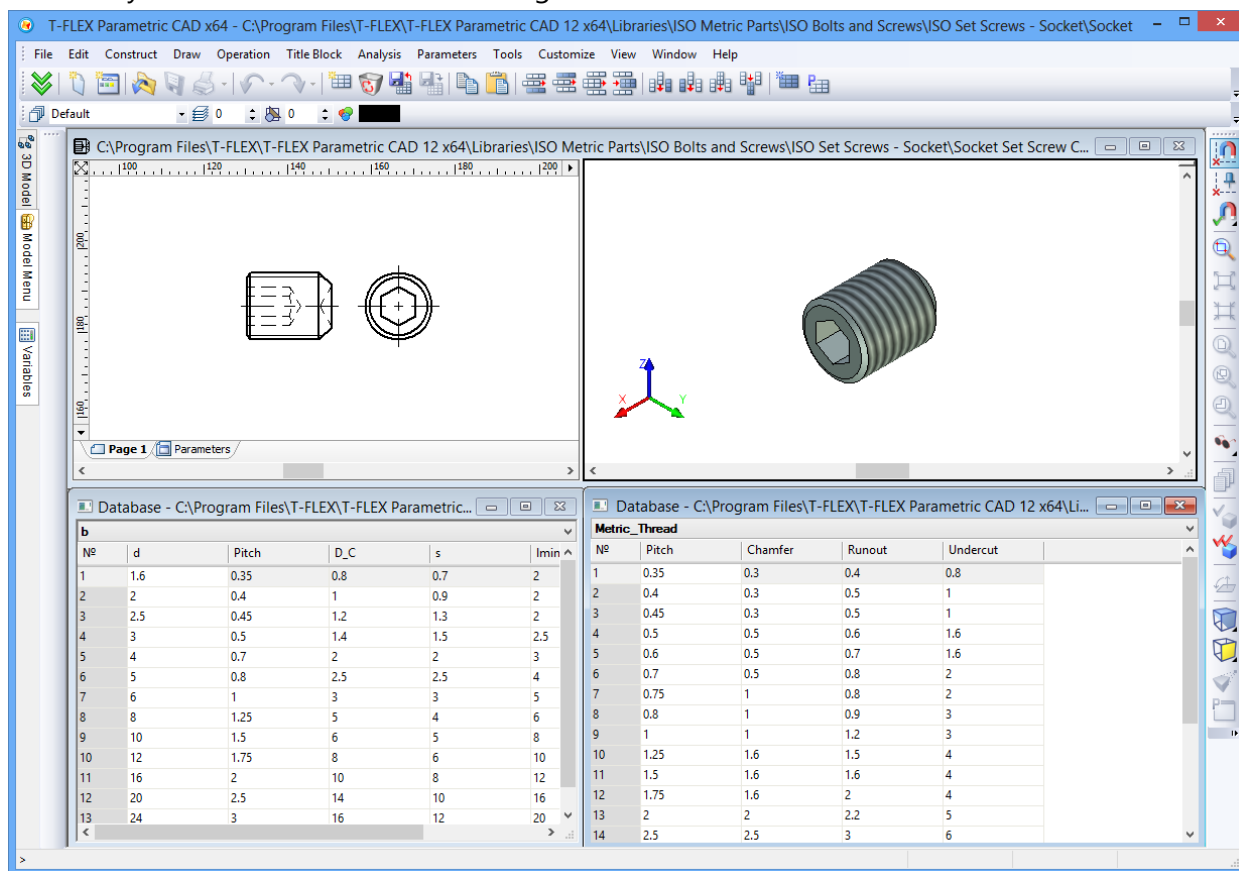 T-FLEX Parametric CAD x64 - C:\Program Files\T-FLEX\T-FLEX Parametric CAD 12 x64\Libraries\ISO Metric Parts\ISO Bolts and Screws\ISO Set Screws - Socket\Socket
File Edit Construct Draw Operation Title Block Analysis Parameters Tools Customize View Window Help
Default 0 0
3D Model
Model Menu
Variables
C:\Program Files\T-FLEX\T-FLEX Parametric CAD 12 x64\Libraries\ISO Metric Parts\ISO Bolts and Screws\ISO Set Screws - Socket\Socket Set Screw C...
100 120 140 160 180 200
200
180
160
Z
X Y
Page 1 Parameters
Database - C:\Program Files\T-FLEX\T-FLEX Parametric...
b
Nº d Pitch D_C s lmin
1 1.6 0.35 0.8 0.7 2
2 2 0.4 1 0.9 2
3 2.5 0.45 1.2 1.3 2
4 3 0.5 1.4 1.5 2.5
5 4 0.7 2 2 3
6 5 0.8 2.5 2.5 4
7 6 1 3 3 5
8 8 1.25 5 4 6
9 10 1.5 6 5 8
10 12 1.75 8 6 10
11 16 2 10 8 12
12 20 2.5 14 10 16
13 24 3 16 12 20
Database - C:\Program Files\T-FLEX\T-FLEX Parametric CAD 12 x64\Li...
Metric_Thread
Nº Pitch Chamfer Runout Undercut
1 0.35 0.3 0.4 0.8
2 0.4 0.3 0.5 1
3 0.45 0.3 0.5 1
4 0.5 0.5 0.6 1.6
5 0.6 0.5 0.7 1.6
6 0.7 0.5 0.8 2
7 0.75 1 0.8 2
8 0.8 1 0.9 3
9 1 1 1.2 3
10 1.25 1.6 1.5 4
11 1.5 1.6 1.6 4
12 1.75 1.6 2 4
13 2 2 2.2 5
14 2.5 2.5 3 6
>